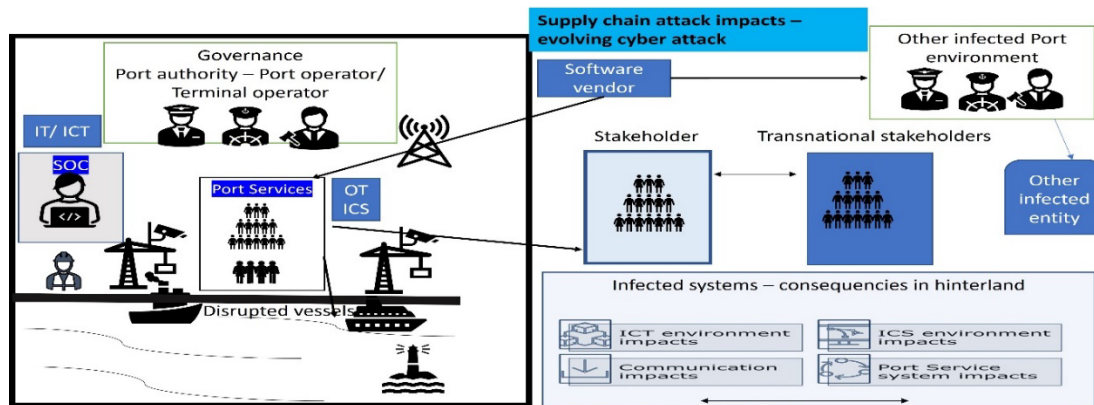 Supply chain attack impacts –
evolving cyber attack
Governance
Port authority – Port operator/
Terminal operator
IT/ ICT
SOC
Port Services
OT
ICS
Disrupted vessels
Software
vendor
Other infected Port
environment
Stakeholder
Transnational stakeholders
Other
infected
entity
Infected systems – consequencies in hinterland
ICT environment
impacts
ICS environment
impacts
Communication
impacts
Port Service
system impacts